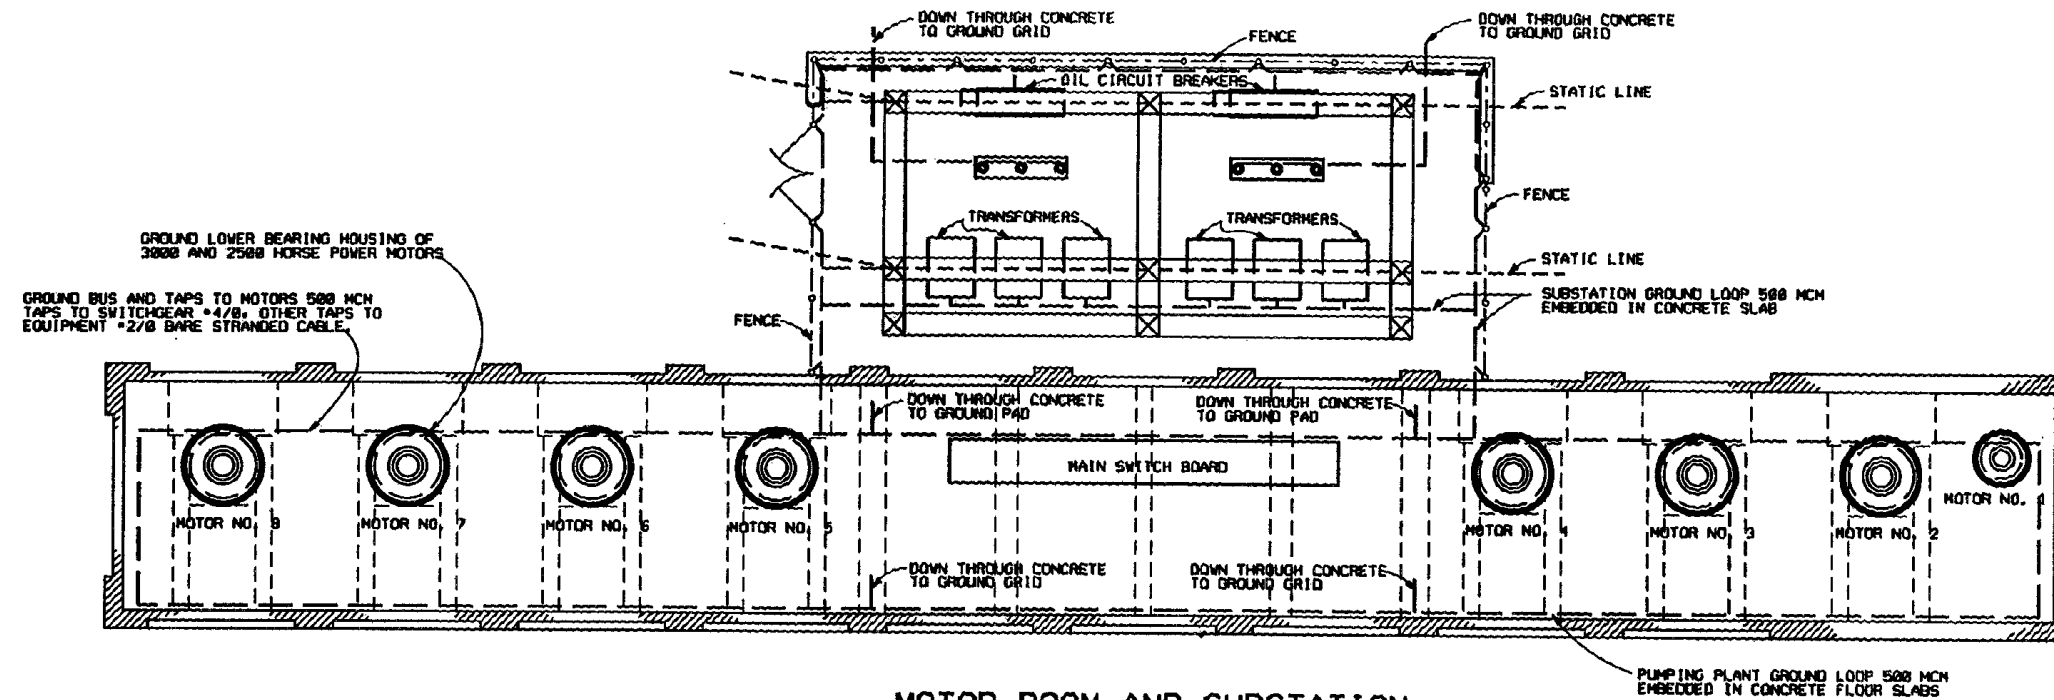 DOWN THROUGH CONCRETE
TO GROUND GRID
FENCE
DOWN THROUGH CONCRETE
TO GROUND GRID
OIL CIRCUIT BREAKERS
STATIC LINE
FENCE
TRANSFORMERS
TRANSFORMERS
GROUND LOWER BEARING HOUSING OF
3000 AND 2500 HORSE POWER MOTORS
STATIC LINE
GROUND BUS AND TAPS TO MOTORS 500 MCM
TAPS TO SWITCHGEAR #4/0. OTHER TAPS TO
EQUIPMENT #2/0 BARE STRANDED CABLE.
SUBSTATION GROUND LOOP 500 MCM
EMBEDDED IN CONCRETE SLAB
FENCE
DOWN THROUGH CONCRETE
TO GROUND PAD
DOWN THROUGH CONCRETE
TO GROUND PAD
MAIN SWITCH BOARD
MOTOR NO. 1
MOTOR NO. 8
MOTOR NO. 7
MOTOR NO. 6
MOTOR NO. 5
MOTOR NO. 4
MOTOR NO. 3
MOTOR NO. 2
DOWN THROUGH CONCRETE
TO GROUND GRID
DOWN THROUGH CONCRETE
TO GROUND GRID
PUMPING PLANT GROUND LOOP 500 MCM
EMBEDDED IN CONCRETE FLOOR SLABS
MOTOR ROOM AND SUBSTATION